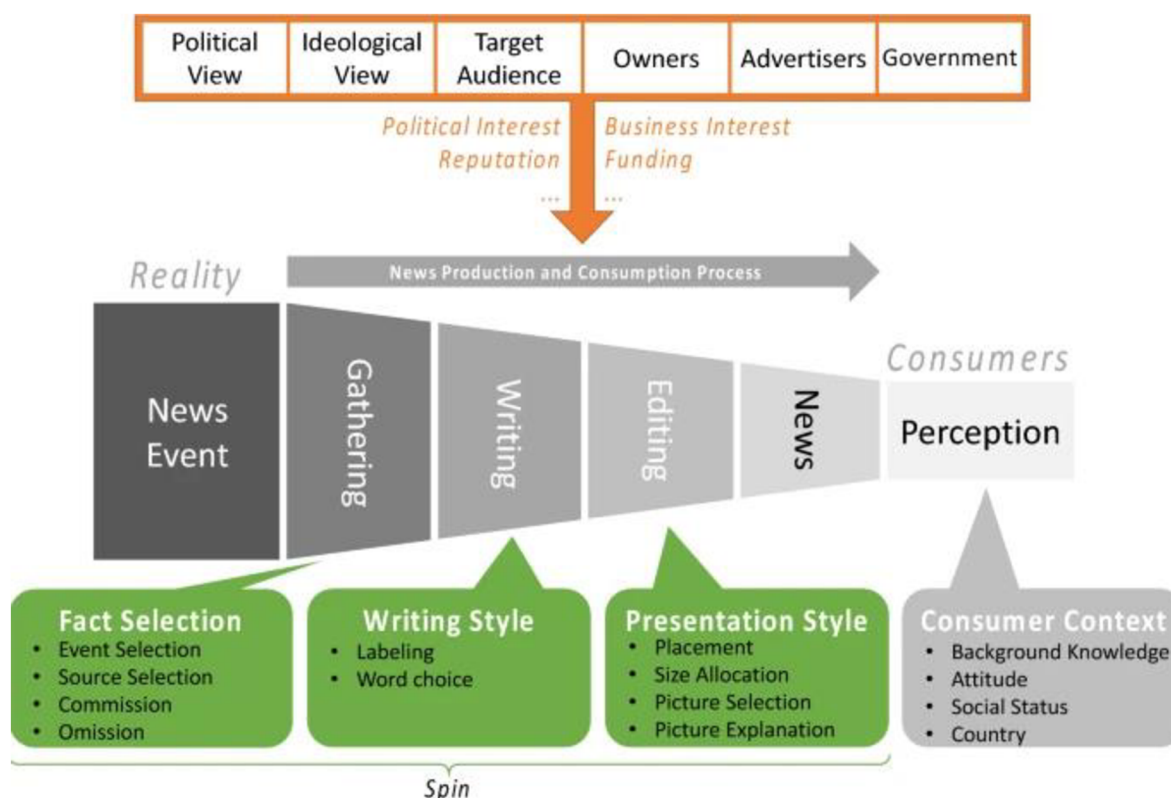 Political
View
Ideological
View
Target
Audience
Owners
Advertisers
Government
Political Interest
Reputation
...
Business Interest
Funding
...
Reality
News Production and Consumption Process
Consumers
News
Event
Gathering
Writing
Editing
News
Perception
Fact Selection
• Event Selection
• Source Selection
• Commission
• Omission
Writing Style
• Labeling
• Word choice
Presentation Style
• Placement
• Size Allocation
• Picture Selection
• Picture Explanation
Consumer Context
• Background Knowledge
• Attitude
• Social Status
• Country
Spin